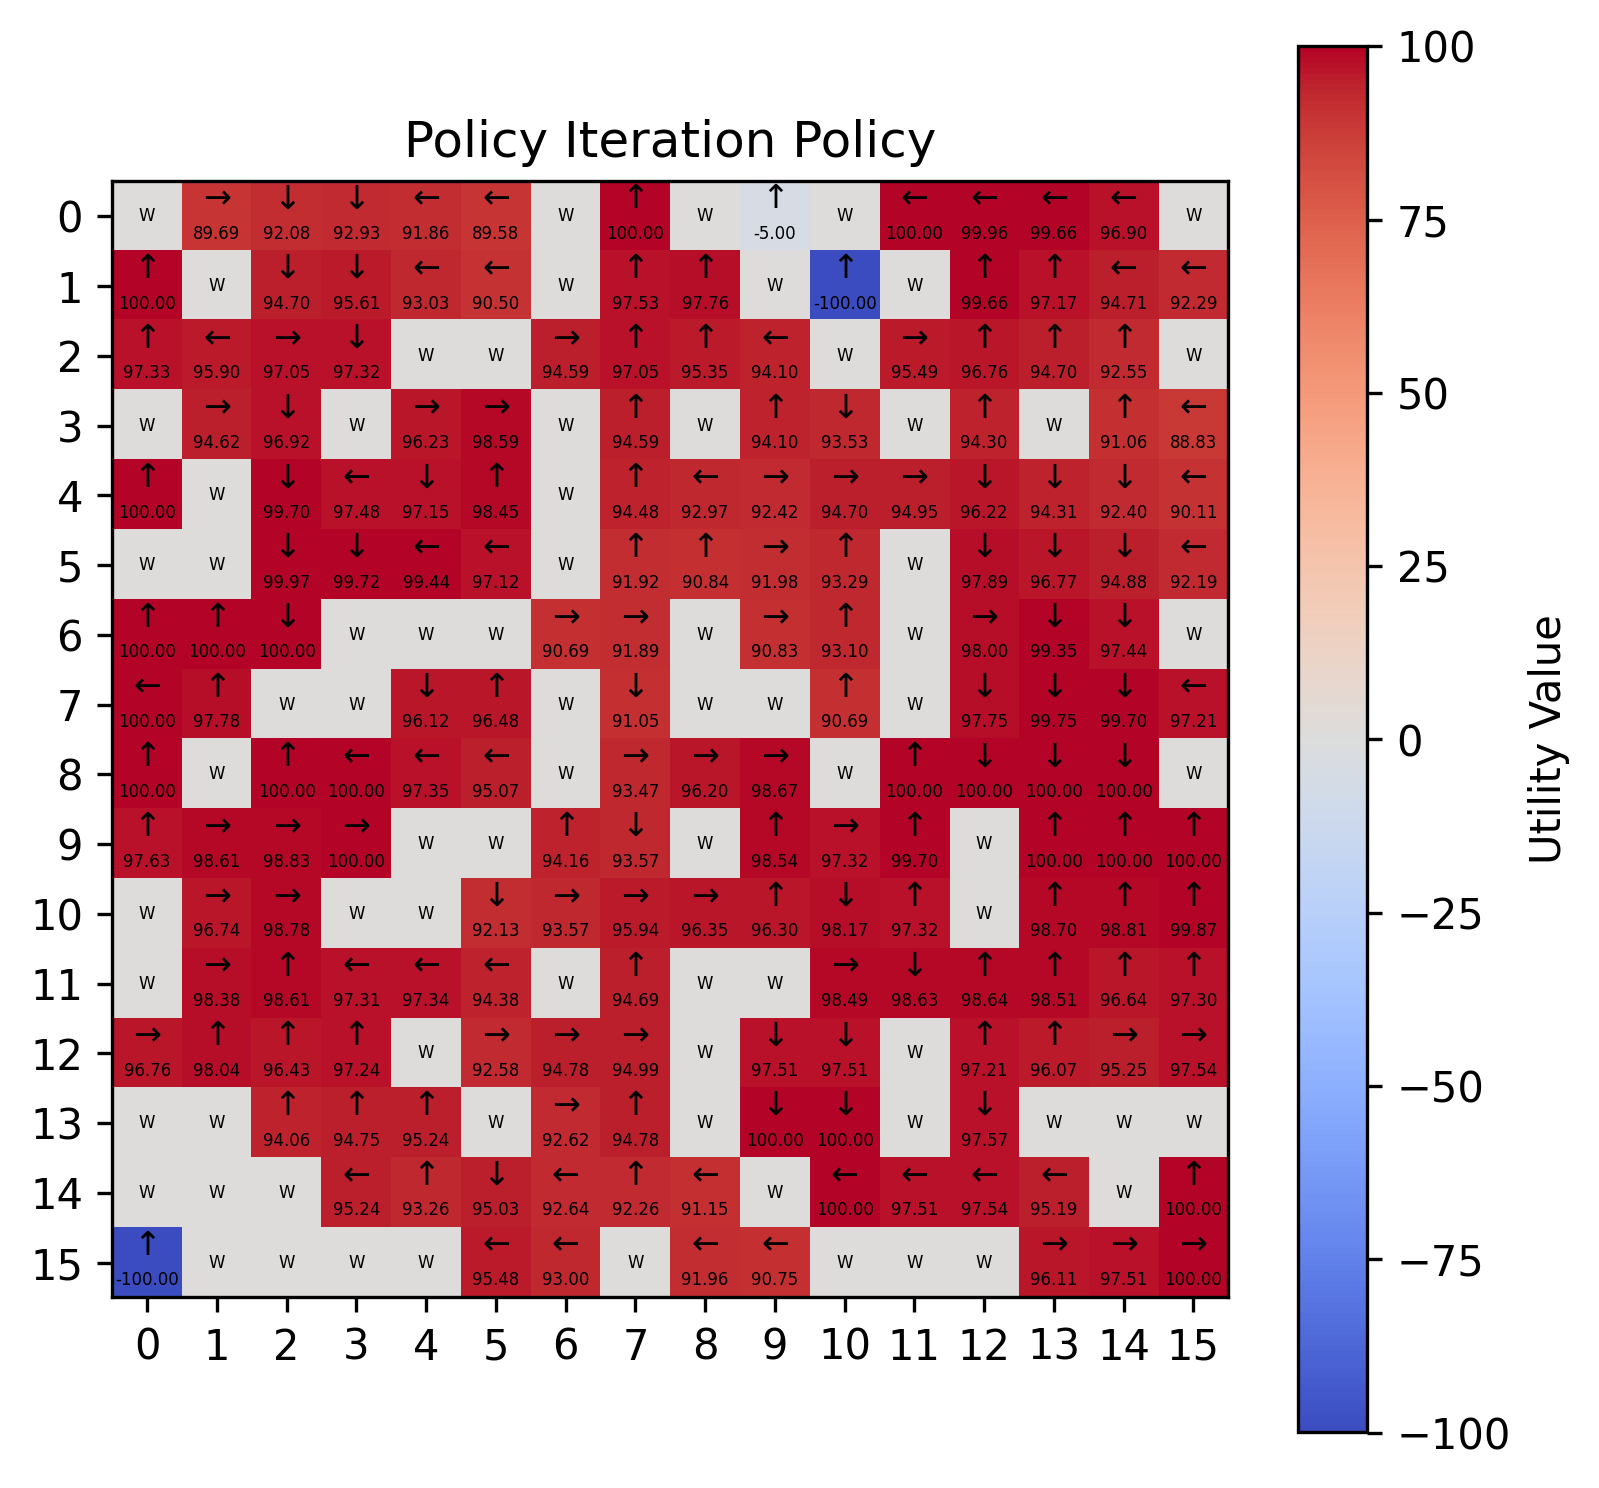 Policy Iteration Policy
0 W → ↓ ↓ ← ← W ↑ W ↑ W ← ← ← ← W
89.69 92.08 92.93 91.86 89.58 100.00 -5.00 100.00 99.96 99.66 96.90
1 ↑ W ↓ ↓ ← ← W ↑ ↑ W ↑ W ↑ ↑ ← ←
100.00 94.70 95.61 93.03 90.50 97.53 97.76 -100.00 99.66 97.17 94.71 92.29
2 ↑ ← → ↓ W W → ↑ ↑ ← W → ↑ ↑ ↑ W
97.33 95.90 97.05 97.32 94.59 97.05 95.35 94.10 95.49 96.76 94.70 92.55
3 W → ↓ W → → W ↑ W ↑ ↓ W ↑ W ↑ ←
94.62 96.92 96.23 98.59 94.59 94.10 93.53 94.30 91.06 88.83
4 ↑ W ↓ ← ↓ ↑ W ↑ ← → → → ↓ ↓ ↓ ←
100.00 99.70 97.48 97.15 98.45 94.48 92.97 92.42 94.70 94.95 96.22 94.31 92.40 90.11
5 W W ↓ ↓ ← ← W ↑ ↑ → ↑ W ↓ ↓ ↓ ←
99.97 99.72 99.44 97.12 91.92 90.84 91.98 93.29 97.89 96.77 94.88 92.19
6 ↑ ↑ ↓ W W W → → W → ↑ W → ↓ ↓ W
100.00 100.00 100.00 90.69 91.89 90.83 93.10 98.00 99.35 97.44
7 ← ↑ W W ↓ ↑ W ↓ W W ↑ W ↓ ↓ ↓ ←
100.00 97.78 96.12 96.48 91.05 90.69 97.75 99.75 99.70 97.21
8 ↑ W ↑ ← ← ← W → → → W ↑ ↓ ↓ ↓ W
100.00 100.00 100.00 97.35 95.07 93.47 96.20 98.67 100.00 100.00 100.00 100.00
9 ↑ → → → W W ↑ ↓ W ↑ → ↑ W ↑ ↑ ↑
97.63 98.61 98.83 100.00 94.16 93.57 98.54 97.32 99.70 100.00 100.00 100.00
10 W → → W W ↓ → → → ↑ ↓ ↑ W ↑ ↑ ↑
96.74 98.78 92.13 93.57 95.94 96.35 96.30 98.17 97.32 98.70 98.81 99.87
11 W → ↑ ← ← ← W ↑ W W → ↓ ↑ ↑ ↑ ↑
98.38 98.61 97.31 97.34 94.38 94.69 98.49 98.63 98.64 98.51 96.64 97.30
12 → ↑ ↑ ↑ W → → → W ↓ ↓ W ↑ ↑ → →
96.76 98.04 96.43 97.24 92.58 94.78 94.99 97.51 97.51 97.21 96.07 95.25 97.54
13 W W ↑ ↑ ↑ W → ↑ W ↓ ↓ W ↓ W W W
94.06 94.75 95.24 92.62 94.78 100.00 100.00 97.57
14 W W W ← ↑ ↓ ← ↑ ← W ← ← ← ← W ↑
95.24 93.26 95.03 92.64 92.26 91.15 100.00 97.51 97.54 95.19 100.00
15 ↑ W W W W ← ← W ← ← W W W → → →
-100.00 95.48 93.00 91.96 90.75 96.11 97.51 100.00
0 1 2 3 4 5 6 7 8 9 10 11 12 13 14 15
100
75
50
25
0
−25
−50
−75
−100
Utility Value